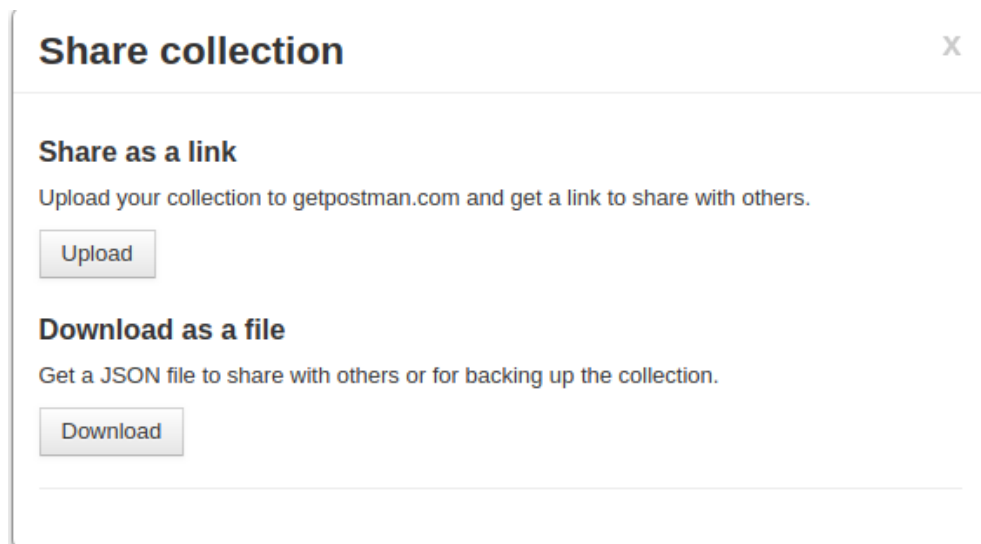 Share collection
X
Share as a link
Upload your collection to getpostman.com and get a link to share with others.
Upload
Download as a file
Get a JSON file to share with others or for backing up the collection.
Download